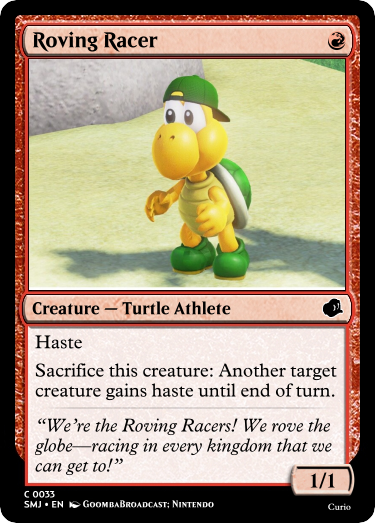 Roving Racer
Creature — Turtle Athlete
Haste
Sacrifice this creature: Another target
creature gains haste until end of turn.
“We’re the Roving Racers! We rove the
globe—racing in every kingdom that we
can get to!”
1/1
C 0033
SMJ • EN GoombaBroadcast; Nintendo
Curio